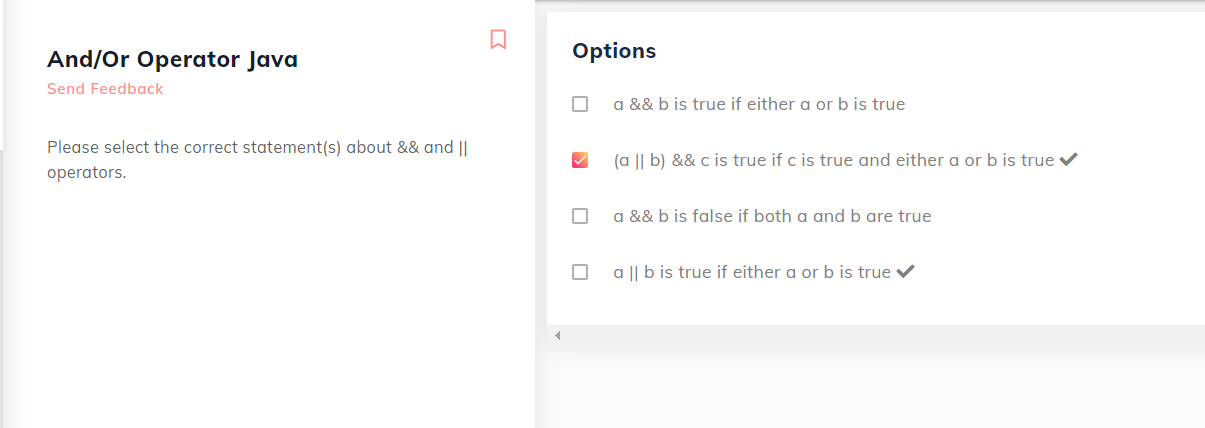 And/Or Operator Java
Send Feedback
Please select the correct statement(s) about && and ||
operators.
Options
a && b is true if either a or b is true
(a || b) && c is true if c is true and either a or b is true
a && b is false if both a and b are true
a || b is true if either a or b is true